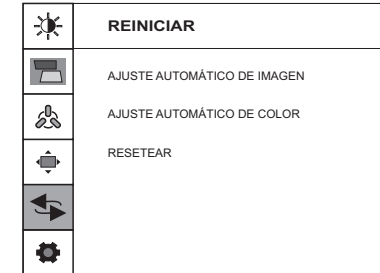 REINICIAR
AJUSTE AUTOMÁTICO DE IMAGEN
AJUSTE AUTOMÁTICO DE COLOR
RESETEAR